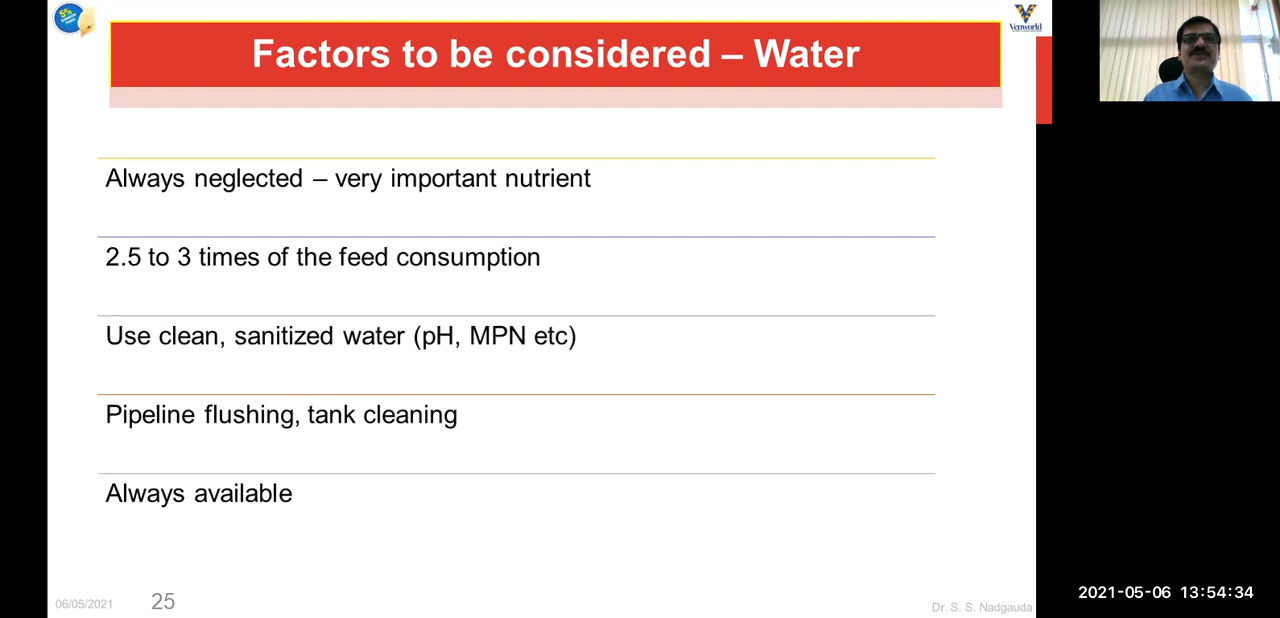 5%
Venworld
Factors to be considered – Water
Always neglected – very important nutrient
2.5 to 3 times of the feed consumption
Use clean, sanitized water (pH, MPN etc)
Pipeline flushing, tank cleaning
Always available
06/05/2021
25
Dr. S. S. Nadgauda
2021-05-06 13:54:34